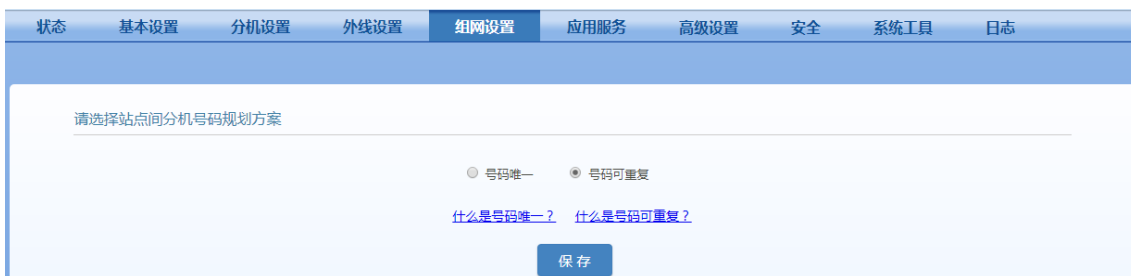 状态 基本设置 分机设置 外线设置 组网设置 应用服务 高级设置 安全 系统工具 日志
请选择站点间分机号码规划方案
号码唯一 号码可重复
什么是号码唯一？ 什么是号码可重复？
保存